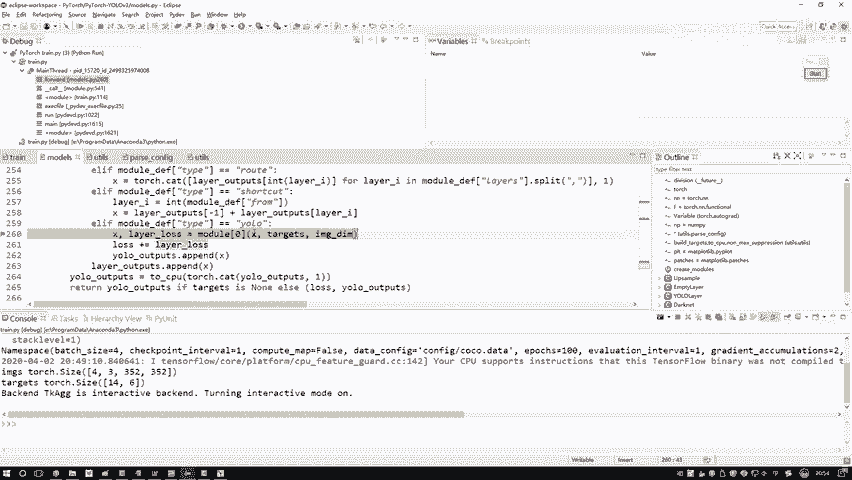 eclipse-workspace - PyTorch/PyTorch-YOLOv3/models.py - Eclipse
File Edit Refactoring Source Navigate Search Project Pydev Run Window Help
Quick Access
Debug
PyTorch train.py (3) [Python Run]
train.py
MainThread - pid_15720_id_2499325974008
forward [models.py:260]
__call__ [module.py:541]
<module> [train.py:114]
execfile [_pydev_execfile.py:25]
run [pydevd.py:1022]
main [pydevd.py:1615]
<module> [pydevd.py:1621]
train.py [debug] [e:\ProgramData\Anaconda3\python.exe]
Variables Breakpoints
Name Value
Start
train models utils parse_config utils
254 elif module_def["type"] == "route":
255 x = torch.cat([layer_outputs[int(layer_i)] for layer_i in module_def["layers"].split(",")], 1)
256 elif module_def["type"] == "shortcut":
257 layer_i = int(module_def["from"])
258 x = layer_outputs[-1] + layer_outputs[layer_i]
259 elif module_def["type"] == "yolo":
260 x, layer_loss = module[0](x, targets, img_dim)
261 loss += layer_loss
262 yolo_outputs.append(x)
263 layer_outputs.append(x)
264 yolo_outputs = to_cpu(torch.cat(yolo_outputs, 1))
265 return yolo_outputs if targets is None else (loss, yolo_outputs)
266
Outline
type filter text
division (__future__)
torch
nn = torch.nn
F = torch.nn.functional
Variable (torch.autograd)
np = numpy
* (utils.parse_config)
build_targets,to_cpu,non_max_suppression (utils.utils)
plt = matplotlib.pyplot
patches = matplotlib.patches
create_modules
Upsample
EmptyLayer
YOLOLayer
Darknet
Console Tasks Hierarchy View PyUnit
train.py [debug] [e:\ProgramData\Anaconda3\python.exe]
stacklevel=1)
Namespace(batch_size=4, checkpoint_interval=1, compute_map=False, data_config='config/coco.data', epochs=100, evaluation_interval=1, gradient_accumulations=2,
2020-04-02 20:49:10.840641: I tensorflow/core/platform/cpu_feature_guard.cc:142] Your CPU supports instructions that this TensorFlow binary was not compiled t
imgs torch.Size([4, 3, 352, 352])
targets torch.Size([14, 6])
Backend TkAgg is interactive backend. Turning interactive mode on.
>>>
Writable Insert 260 : 43
20:54